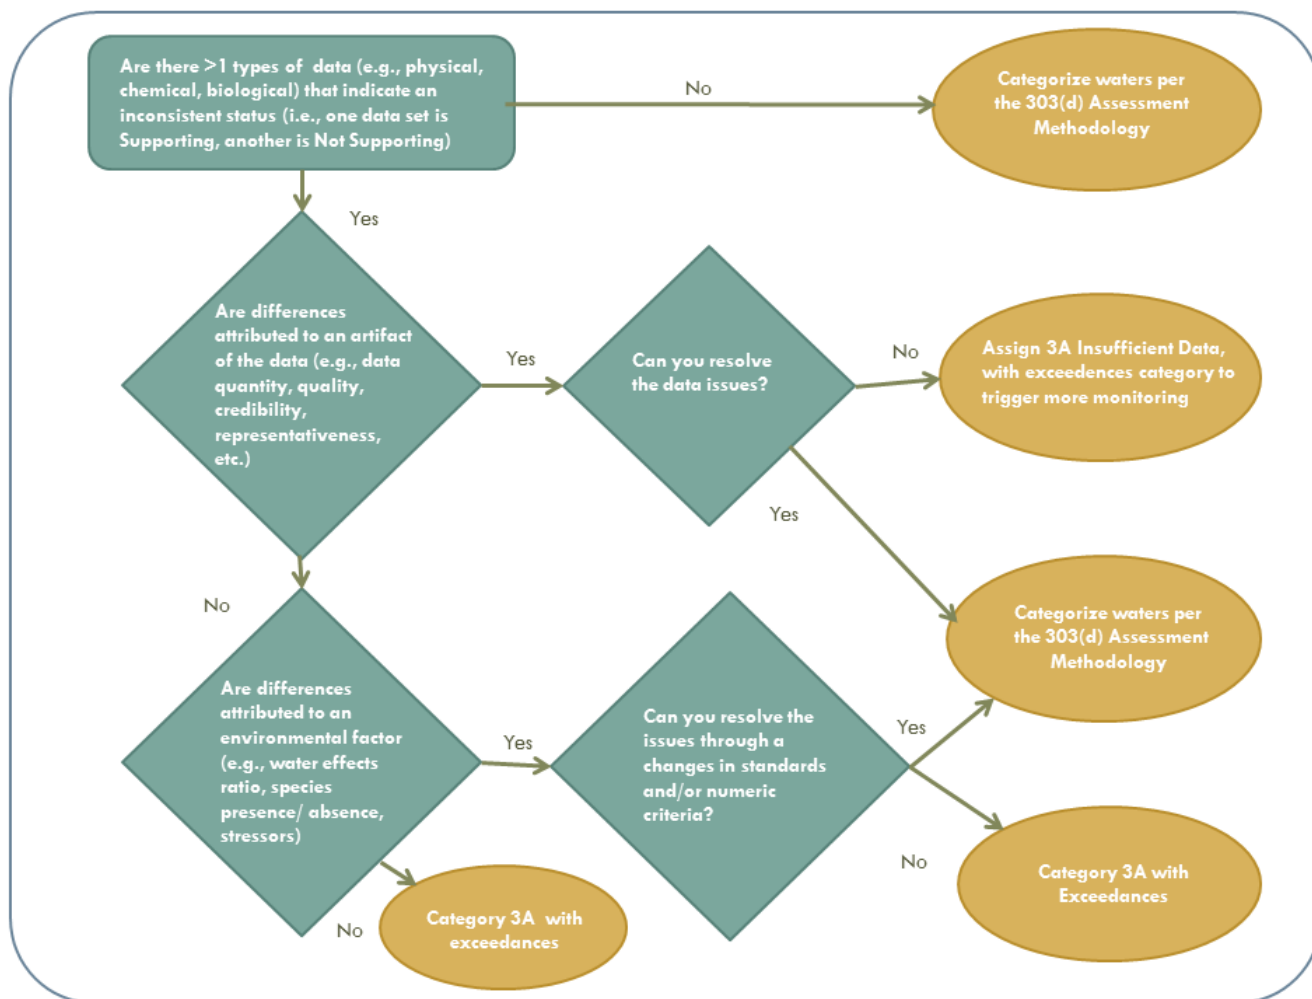 Are there >1 types of  data (e.g., physical,
chemical, biological) that indicate an
inconsistent status (i.e., one data set is
Supporting, another is Not Supporting)
No
Categorize waters per
the 303(d) Assessment
Methodology
Yes
Are differences
attributed to an artifact
of the data (e.g., data
quantity, quality,
credibility,
representativeness,
etc.)
Yes
Can you resolve
the data issues?
No
Assign 3A Insufficient Data,
with exceedences category to
trigger more monitoring
Yes
Categorize waters per
the 303(d) Assessment
Methodology
No
Are differences
attributed to an
environmental factor
(e.g., water effects
ratio, species
presence/ absence,
stressors)
Yes
Can you resolve the
issues through a
changes in standards
and/or numeric
criteria?
Yes
No
Category 3A with
Exceedances
No
Category 3A  with
exceedances